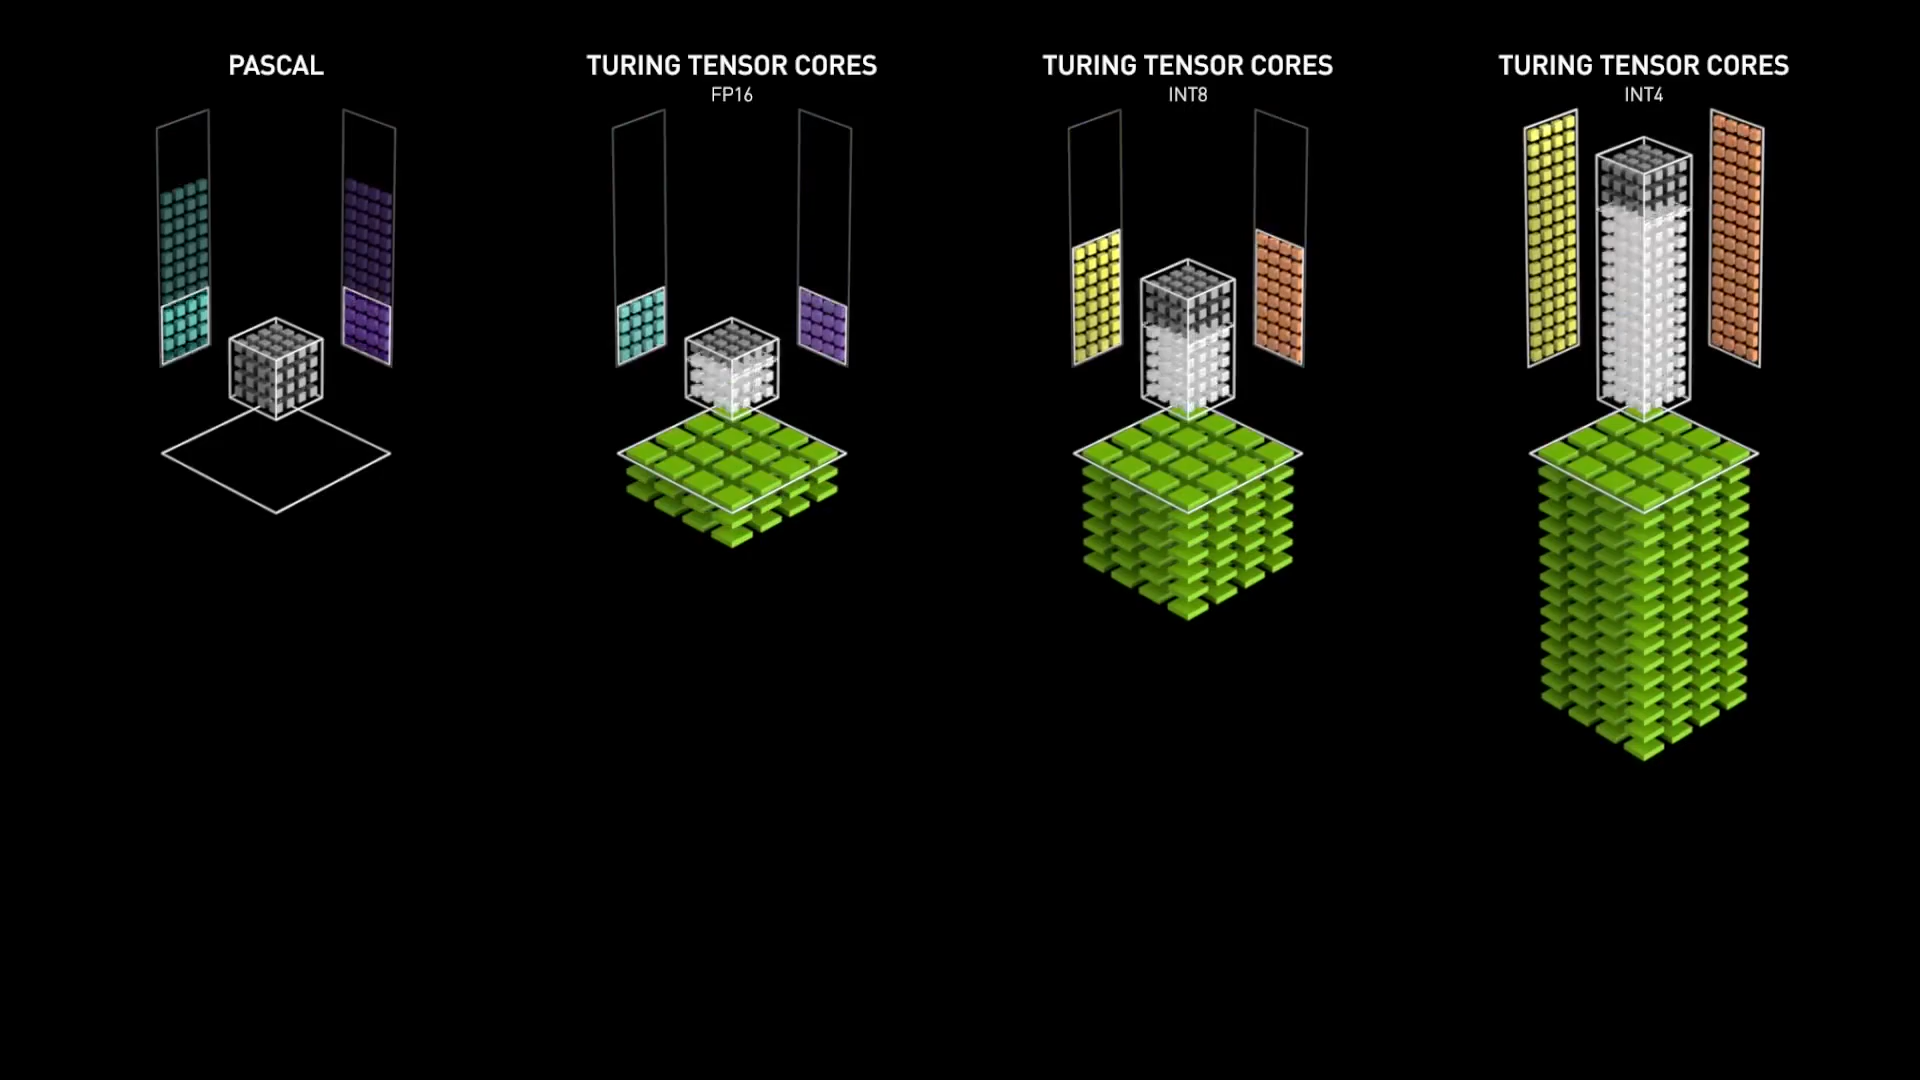 PASCAL
TURING TENSOR CORES
FP16
TURING TENSOR CORES
INT8
TURING TENSOR CORES
INT4